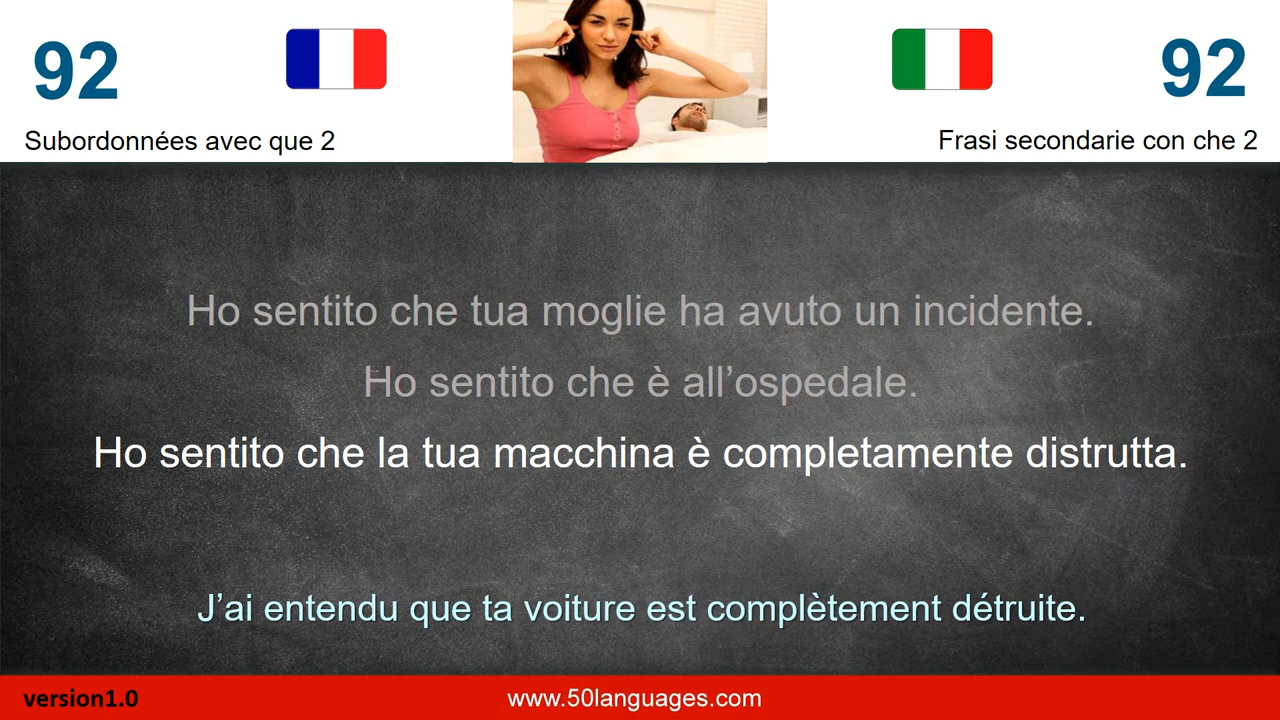 92
92
Subordonnées avec que 2
Frasi secondarie con che 2
Ho sentito che tua moglie ha avuto un incidente.
Ho sentito che è all’ospedale.
Ho sentito che la tua macchina è completamente distrutta.
J’ai entendu que ta voiture est complètement détruite.
version1.0
www.50languages.com